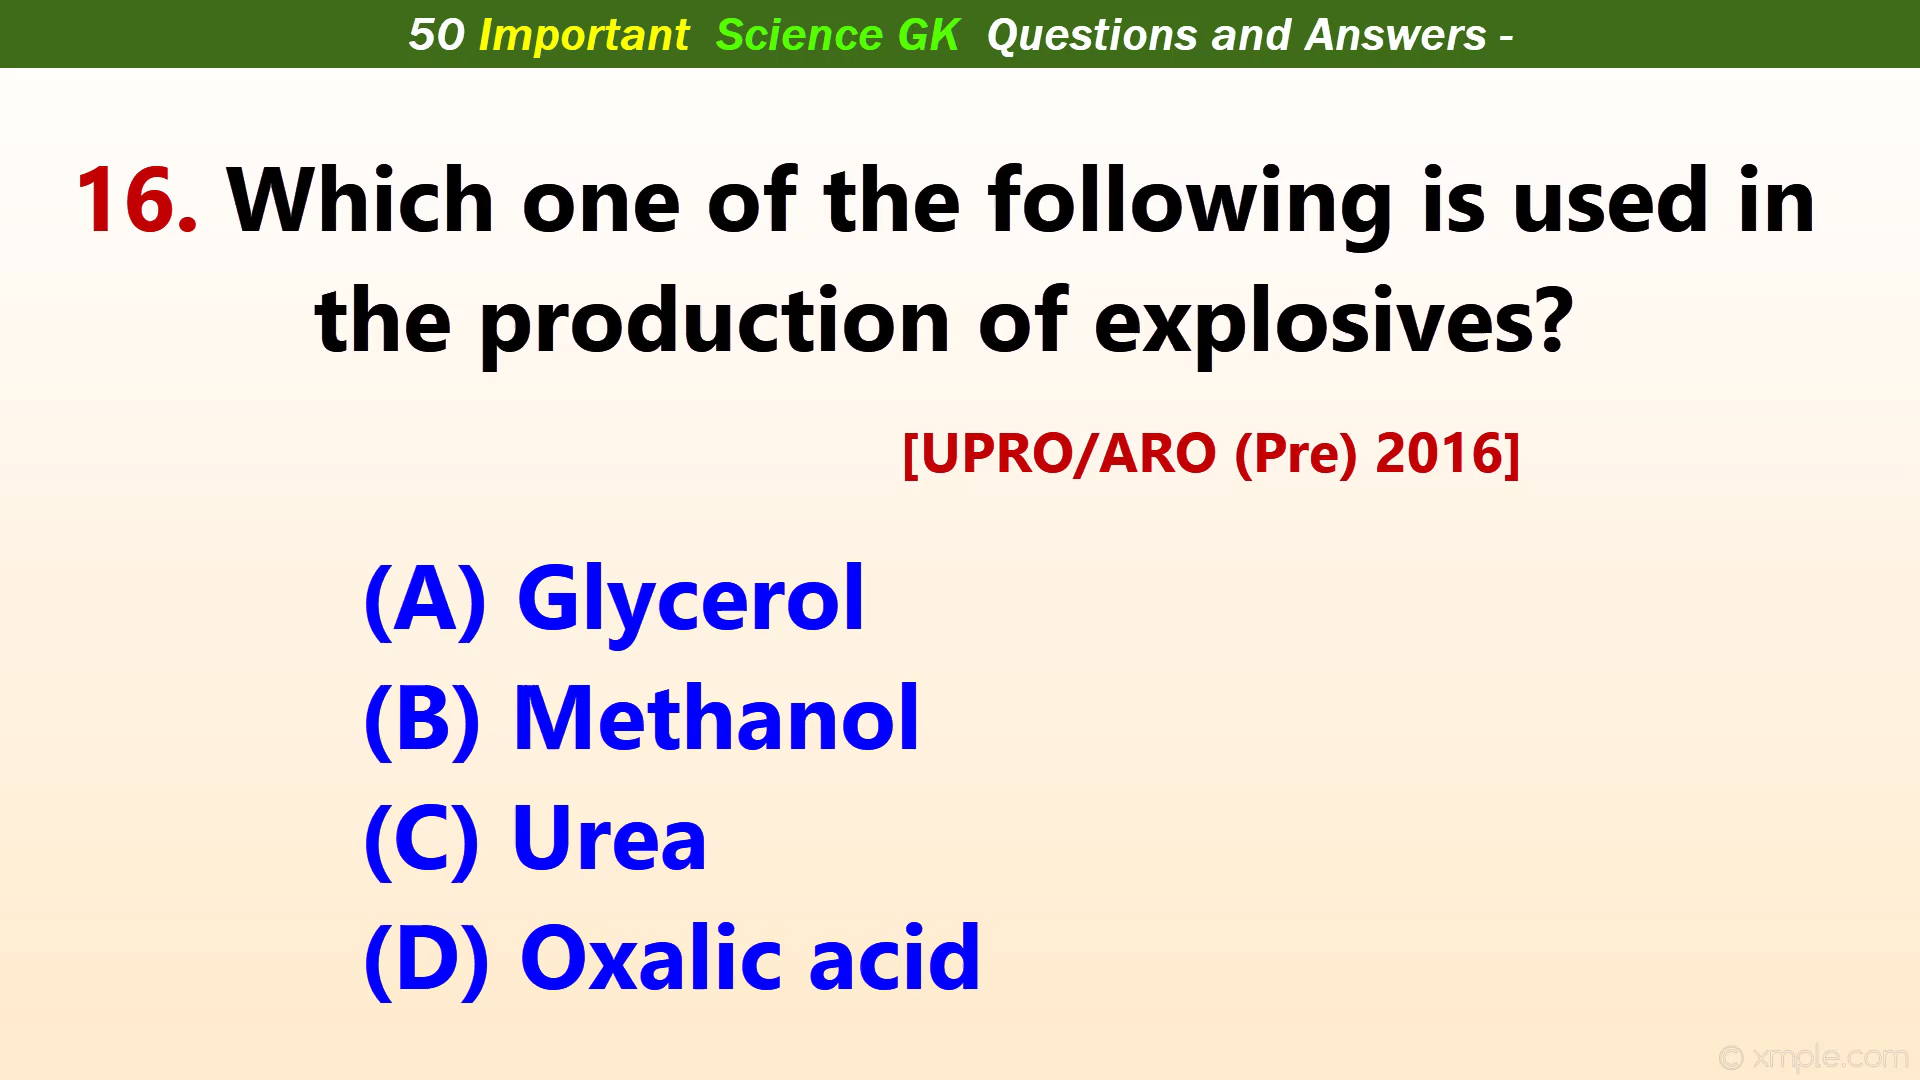 50 Important Science GK Questions and Answers -
16. Which one of the following is used in
the production of explosives?
[UPRO/ARO (Pre) 2016]
(A) Glycerol
(B) Methanol
(C) Urea
(D) Oxalic acid
© xmple.com